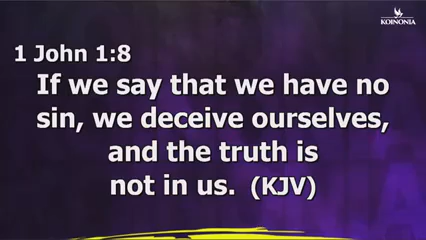 KOINONIA
1 John 1:8
If we say that we have no
sin, we deceive ourselves,
and the truth is
not in us. (KJV)